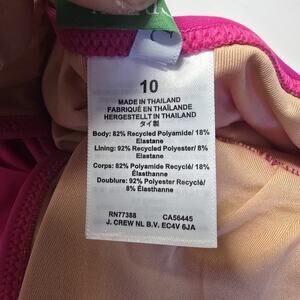 10
MADE IN THAILAND
FABRIQUÉ EN THAÏLANDE
HERGESTELLT IN THAILAND
タイ製
Body: 82% Recycled Polyamide/ 18%
Elastane
Lining: 92% Recycled Polyester/ 8%
Elastane
Corps: 82% Polyamide Recyclé/ 18%
Élasthanne
Doublure: 92% Polyester Recyclé/
8% Élasthanne
RN77388 CA56445
J. CREW NL B.V. EC4V 6JA